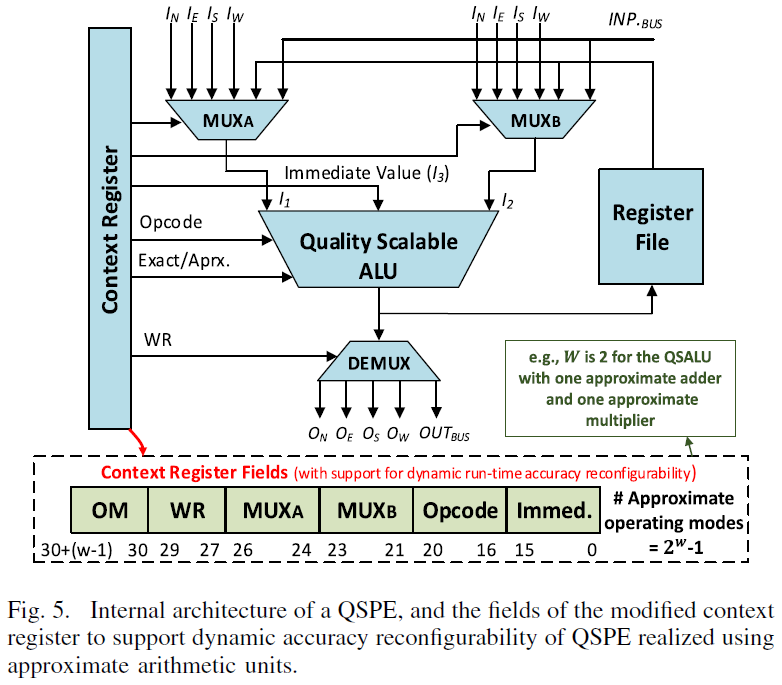 I_N I_E I_S I_W
I_N I_E I_S I_W
INP._BUS
MUXA
MUXB
Context Register
Immediate Value (I_3)
I_1
I_2
Opcode
Quality Scalable
ALU
Exact/Aprx.
Register
File
WR
DEMUX
O_N O_E O_S O_W OUT_BUS
e.g., W is 2 for the QSALU
with one approximate adder
and one approximate
multiplier
Context Register Fields (with support for dynamic run-time accuracy reconfigurability)
OM WR MUXA MUXB Opcode Immed.
30+(w-1) 30 29 27 26 24 23 21 20 16 15 0
# Approximate
operating modes
= 2^w-1
Fig. 5. Internal architecture of a QSPE, and the fields of the modified context
register to support dynamic accuracy reconfigurability of QSPE realized using
approximate arithmetic units.